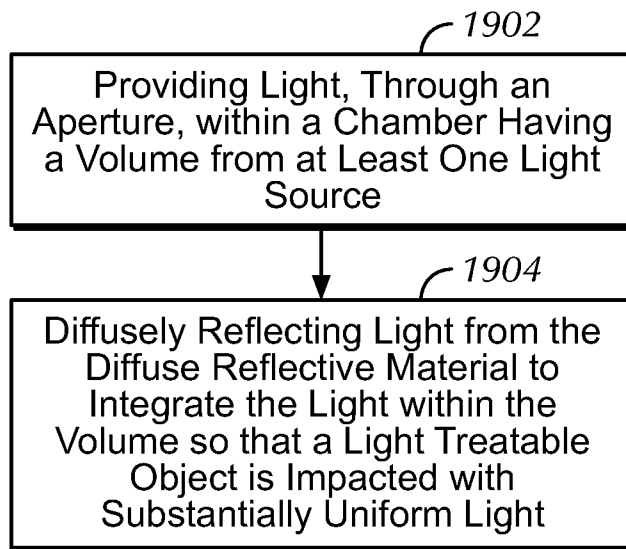 1902
Providing Light, Through an
Aperture, within a Chamber Having
a Volume from at Least One Light
Source
1904
Diffusely Reflecting Light from the
Diffuse Reflective Material to
Integrate the Light within the
Volume so that a Light Treatable
Object is Impacted with
Substantially Uniform Light